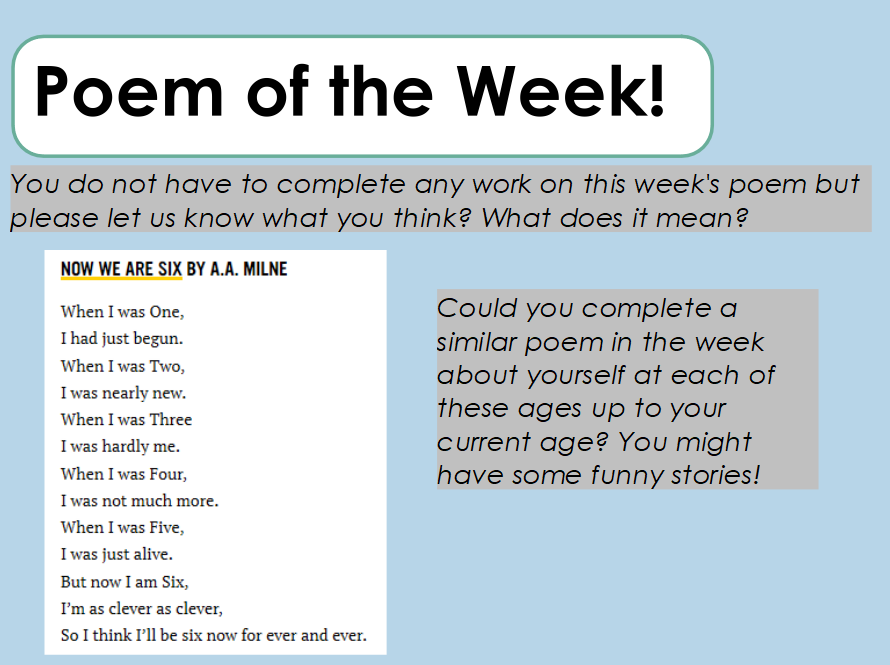 Poem of the Week!
You do not have to complete any work on this week's poem but
please let us know what you think? What does it mean?
NOW WE ARE SIX BY A.A. MILNE
When I was One,
I had just begun.
When I was Two,
I was nearly new.
When I was Three
I was hardly me.
When I was Four,
I was not much more.
When I was Five,
I was just alive.
But now I am Six,
I'm as clever as clever,
So I think I'll be six now for ever and ever.
Could you complete a
similar poem in the week
about yourself at each of
these ages up to your
current age? You might
have some funny stories!